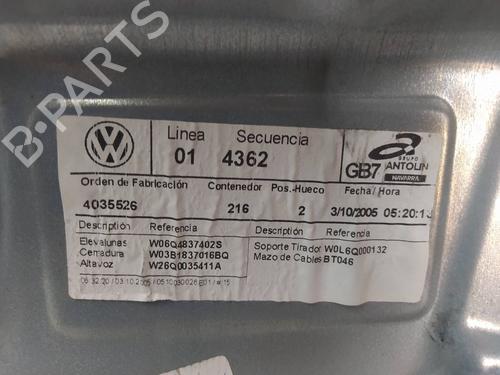 B-PARTS
Linea Secuencia
01 4362
GB7 GRUPO ANTOLIN NAVARRA
Orden de Fabricación Contenedor Pos.-Hueco Fecha/ Hora
4035526 216 2 3/10/2005 05:20:13
Descripción Referencia Descripción Referencia
Elevalunas W06Q4837402S Soporte Tirador W0L6Q000132
Cerradura W03B1837016BQ Mazo de Cables BT046
Altavoz W26Q0035411A